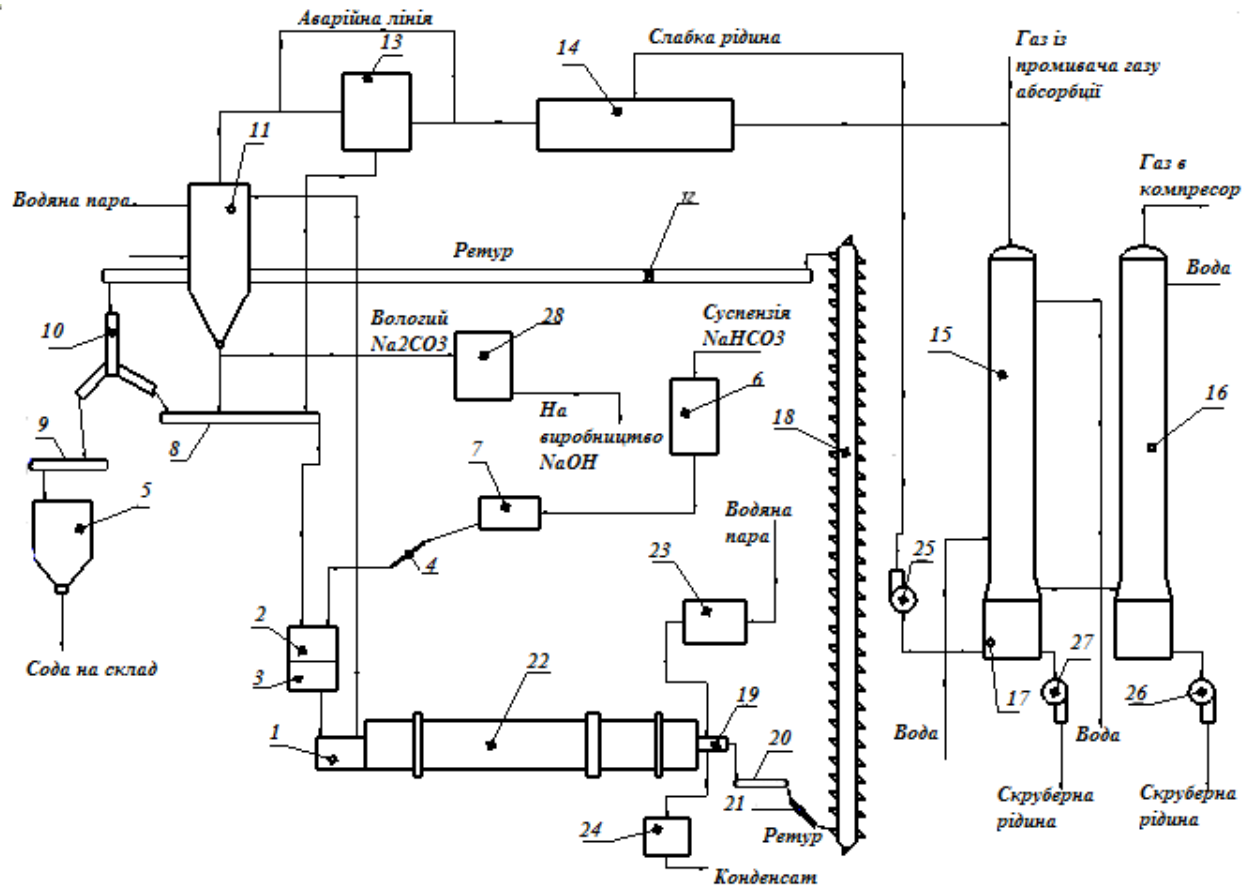 Аварійна лінія
13
Слабка рідина
14
Газ із
промивача газу
абсорбції
11
Газ в
компресор
Водяна пара
12
Ретур
Вода
10
Вологий
Na2CO3
28
Суспензія
NaHCO3
15
6
16
На
виробництво
NaOH
18
9
8
7
5
Водяна
пара
4
23
25
2
Сода на склад
3
22
27
19
17
26
1
Вода
Вода
20
21
Ретур
Скруберна
рідина
Скруберна
рідина
24
Конденсат